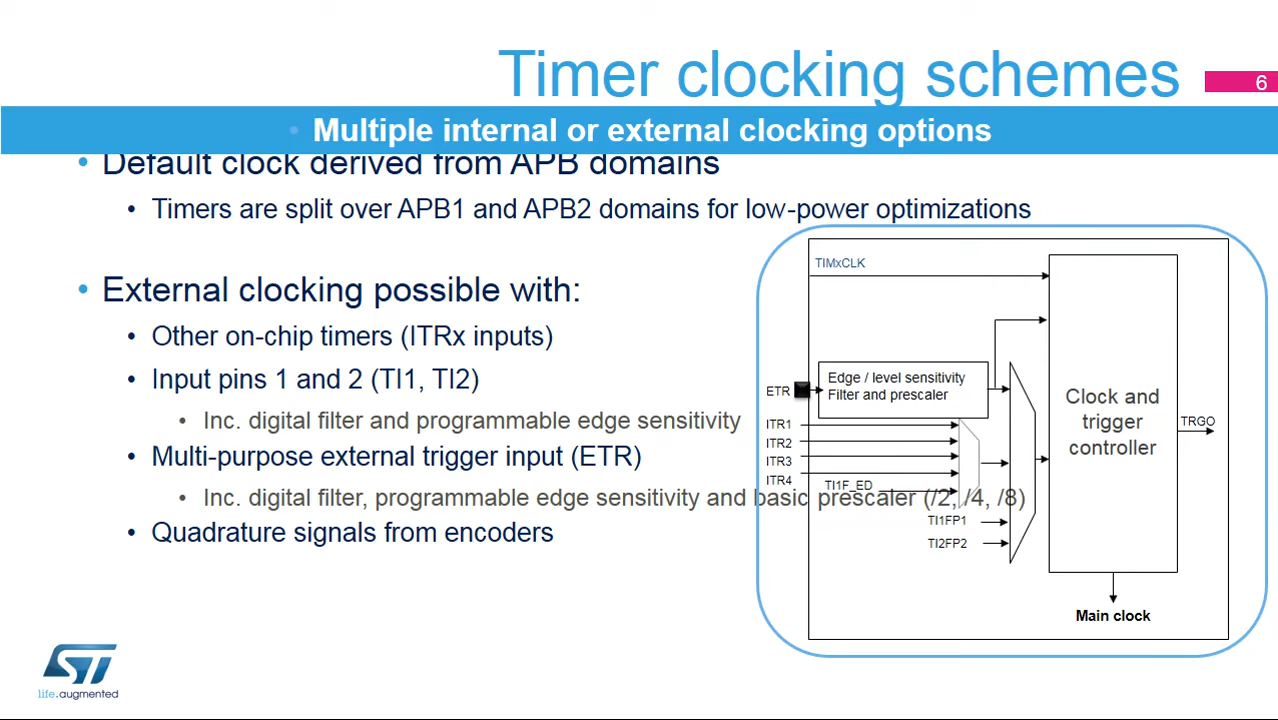 Timer clocking schemes
6
• Multiple internal or external clocking options
• Default clock derived from APB domains
• Timers are split over APB1 and APB2 domains for low-power optimizations
• External clocking possible with:
• Other on-chip timers (ITRx inputs)
• Input pins 1 and 2 (TI1, TI2)
• Inc. digital filter and programmable edge sensitivity
• Multi-purpose external trigger input (ETR)
• Inc. digital filter, programmable edge sensitivity and basic prescaler (/2, /4, /8)
• Quadrature signals from encoders
TIMxCLK
ETR
Edge / level sensitivity
Filter and prescaler
ITR1
ITR2
ITR3
ITR4
TI1F_ED
TI1FP1
TI2FP2
Clock and
trigger
controller
TRGO
Main clock
ST
life.augmented